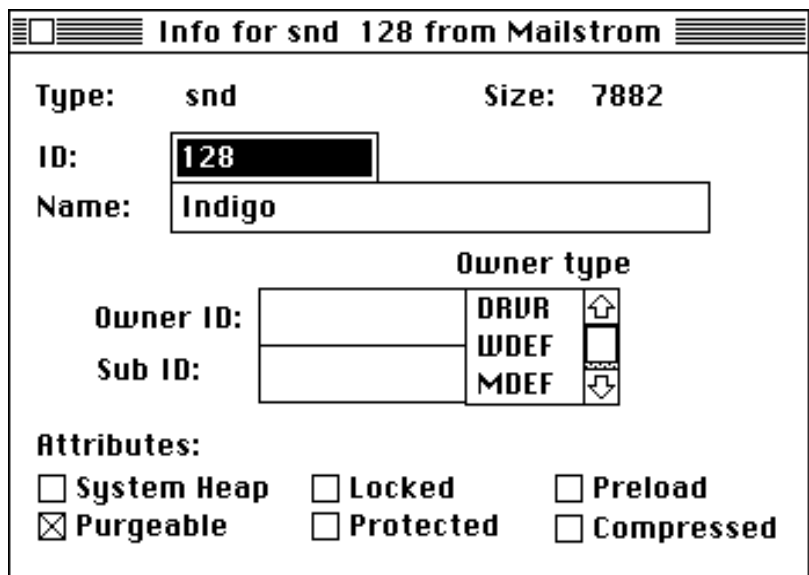 Info for snd 128 from Mailstrom
Type: snd Size: 7882
ID: 128
Name: Indigo
Owner type
Owner ID: DRVR
WDEF
Sub ID: MDEF
Attributes:
System Heap Locked Preload
Purgeable Protected Compressed